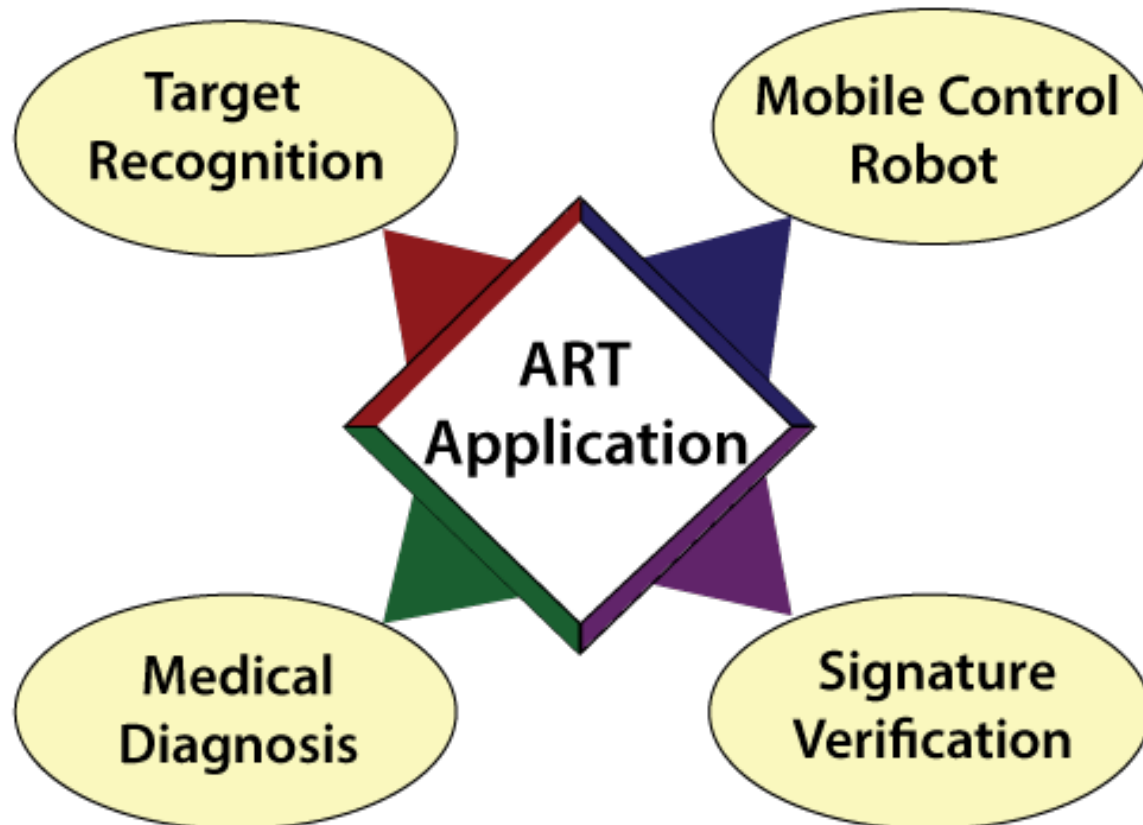 Target
Recognition
Mobile Control
Robot
ART
Application
Medical
Diagnosis
Signature
Verification